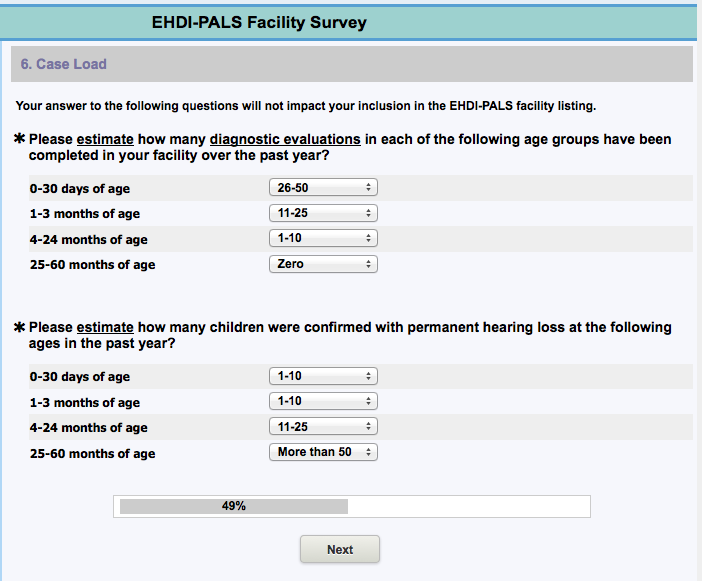 EHDI-PALS Facility Survey
6. Case Load
Your answer to the following questions will not impact your inclusion in the EHDI-PALS facility listing.
* Please estimate how many diagnostic evaluations in each of the following age groups have been
completed in your facility over the past year?
0-30 days of age 26-50
1-3 months of age 11-25
4-24 months of age 1-10
25-60 months of age Zero
* Please estimate how many children were confirmed with permanent hearing loss at the following
ages in the past year?
0-30 days of age 1-10
1-3 months of age 1-10
4-24 months of age 11-25
25-60 months of age More than 50
49%
Next